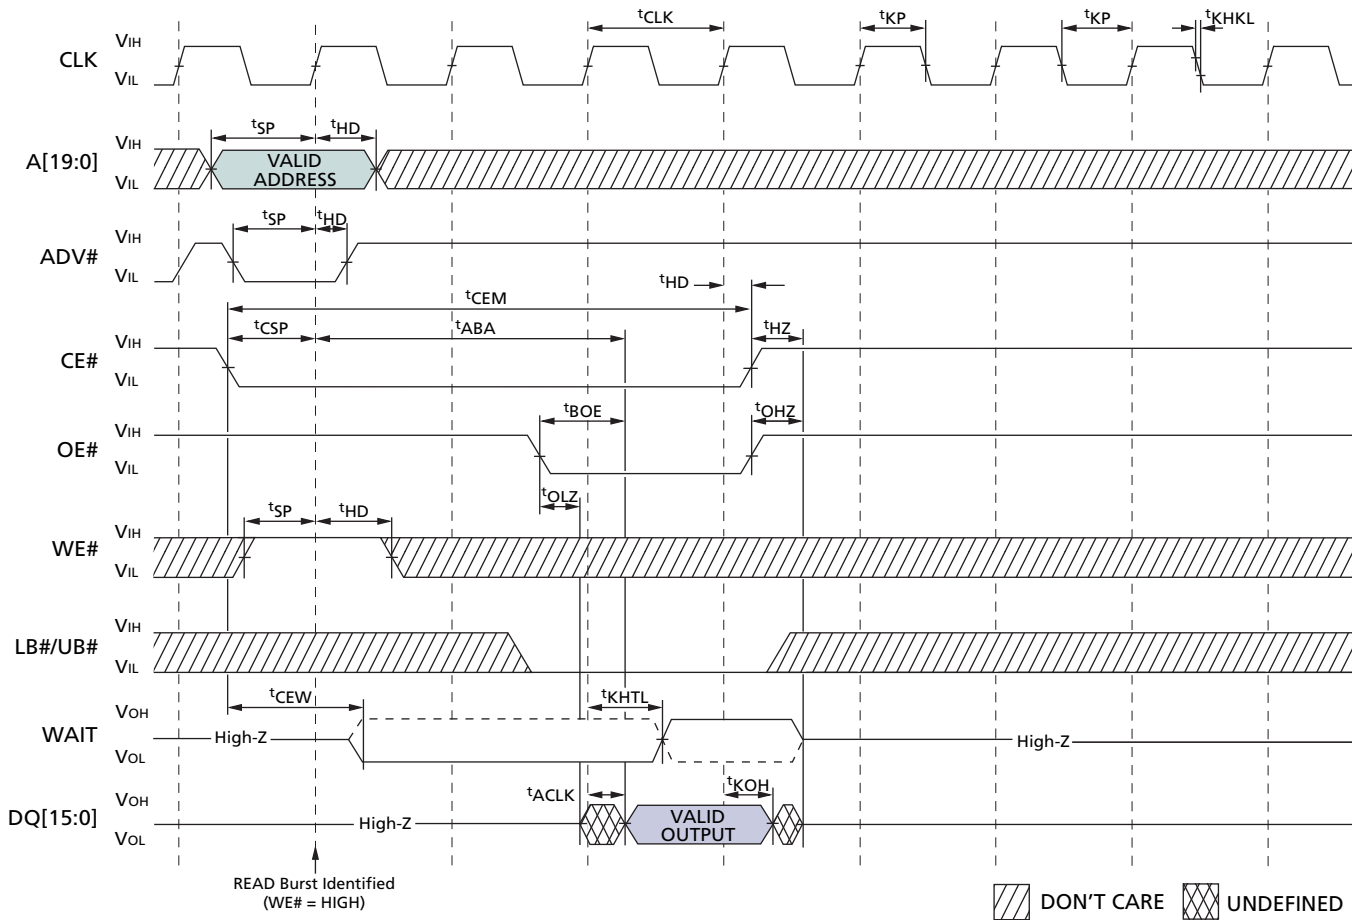 tCLK tKP tKP tKHKL
CLK VIH
VIL
tSP tHD
A[19:0] VIH
VIL
VALID
ADDRESS
tSP tHD
ADV# VIH
VIL
tHD
tCEM
tCSP tABA tHZ
CE# VIH
VIL
tBOE tOHZ
OE# VIH
VIL
tOLZ
tSP tHD
WE# VIH
VIL
LB#/UB# VIH
VIL
tCEW tKHTL
WAIT VOH
VOL
High-Z High-Z
tACLK tKOH
DQ[15:0] VOH
VOL
High-Z
VALID
OUTPUT
READ Burst Identified
(WE# = HIGH)
DON'T CARE UNDEFINED